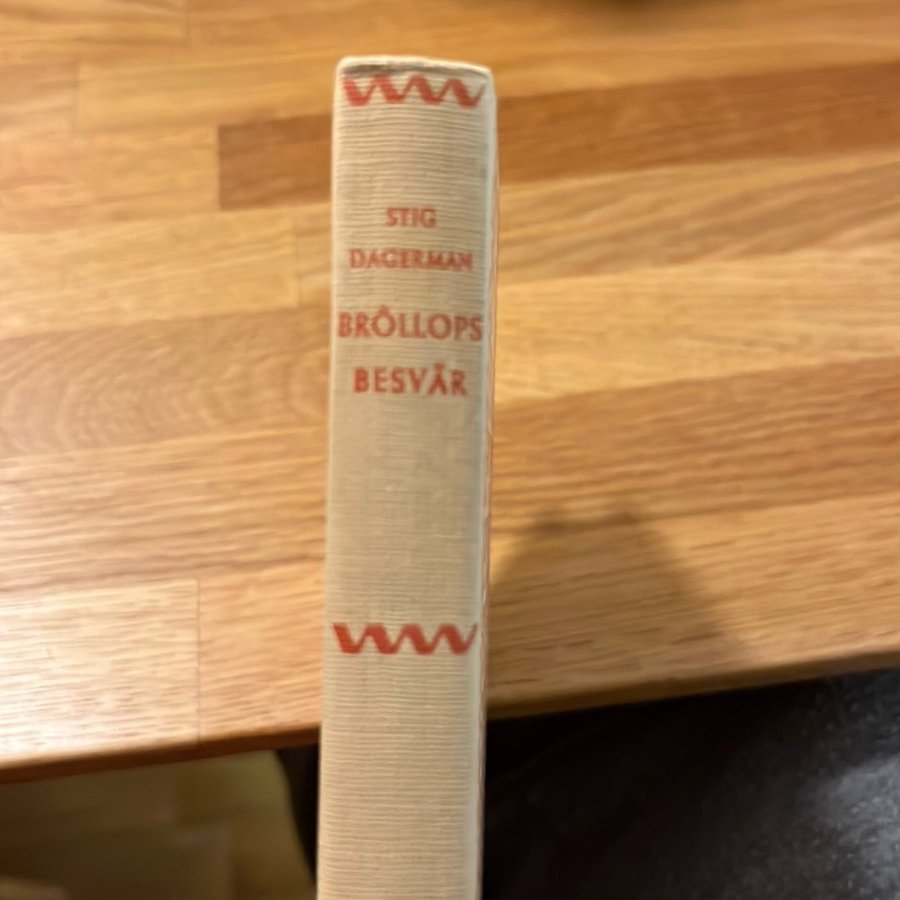 STIG
DAGERMAN
BRÖLLOPS
BESVÄR